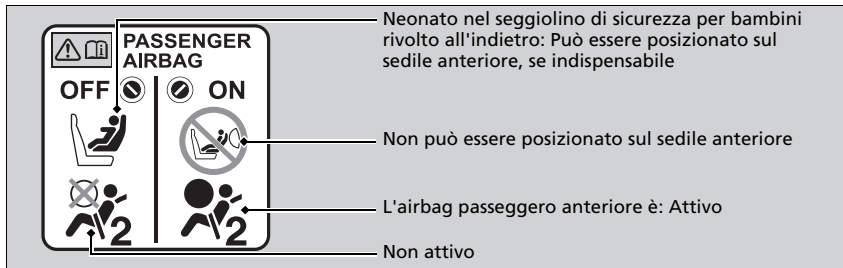 PASSENGER
AIRBAG
OFF ON
2 2
Neonato nel seggiolino di sicurezza per bambini
rivolto all'indietro: Può essere posizionato sul
sedile anteriore, se indispensabile
Non può essere posizionato sul sedile anteriore
L'airbag passeggero anteriore è: Attivo
Non attivo